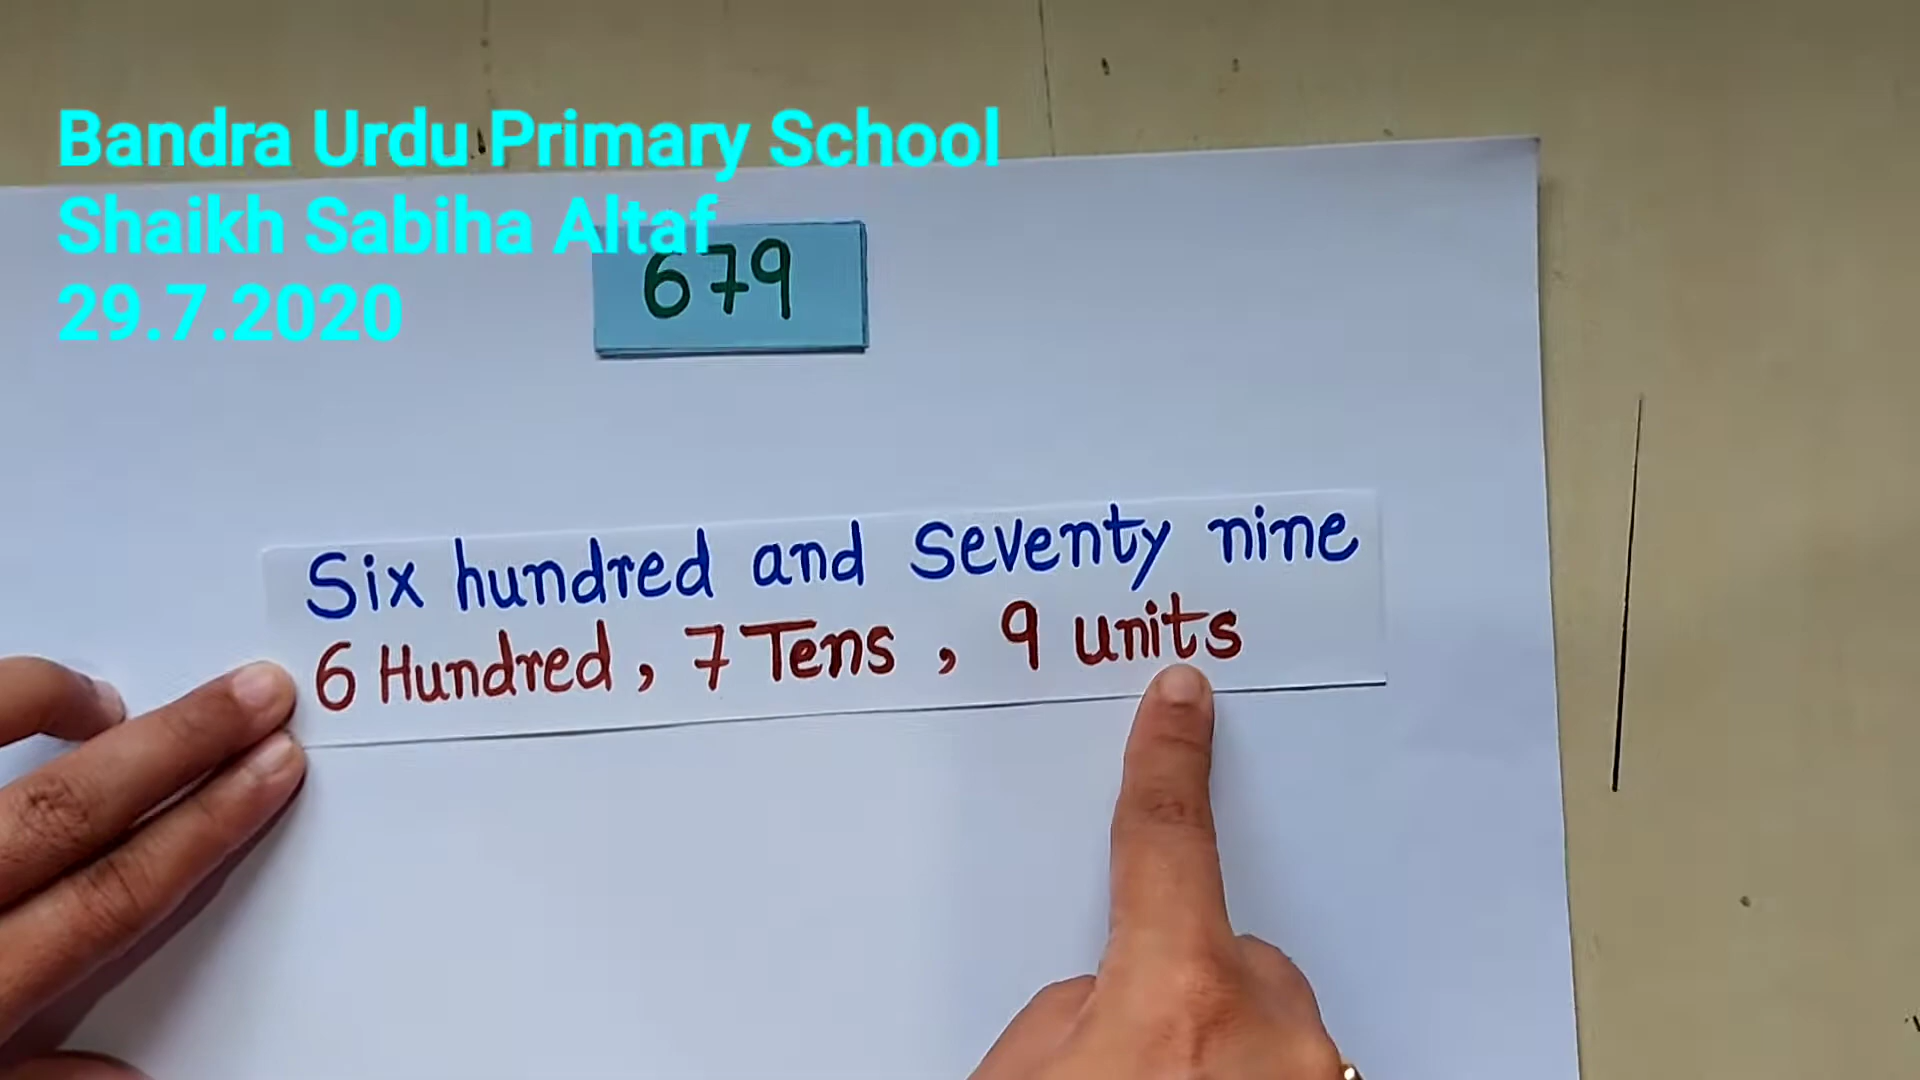 Bandra Urdu Primary School
Shaikh Sabiha Altaf
29.7.2020
679
Six hundred and seventy nine
6 Hundred, 7 Tens, 9 units